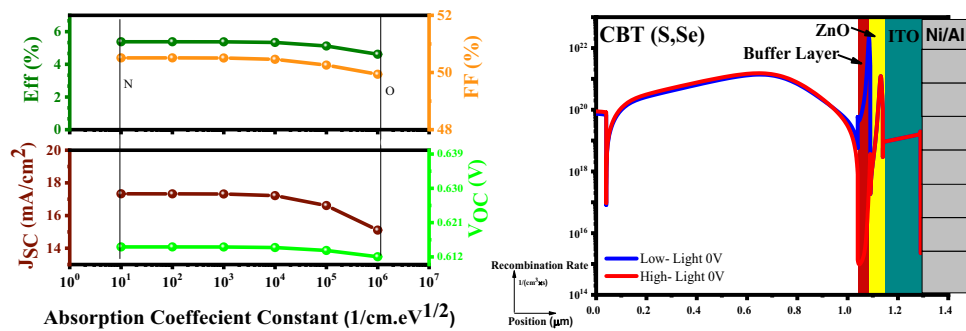 Eff (%)
6
4
2
0
N
O
52
50
48
FF (%)
JSC (mA/cm2)
20
18
16
14
0.639
0.630
0.621
0.612
VOC (V)
10^0 10^1 10^2 10^3 10^4 10^5 10^6 10^7
Absorption Coeffecient Constant (1/cm.eV^1/2)
CBT (S,Se)
ZnO
ITO
Ni/Al
Buffer Layer
10^22
10^20
10^18
10^16
10^14
Low- Light 0V
High- Light 0V
0.0 0.2 0.4 0.6 0.8 1.0 1.2 1.4
Recombination Rate
1/(cm³xs)
Position (μm)